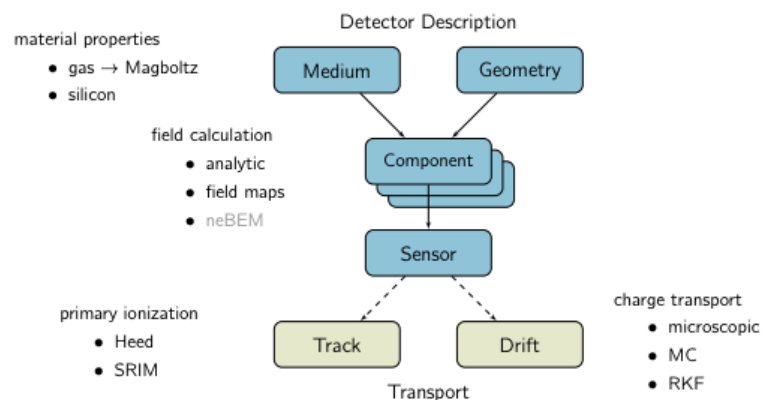 Detector Description
material properties
• gas → Magboltz
• silicon
Medium
Geometry
field calculation
• analytic
• field maps
• neBEM
Component
Sensor
primary ionization
• Heed
• SRIM
Track
Drift
charge transport
• microscopic
• MC
• RKF
Transport